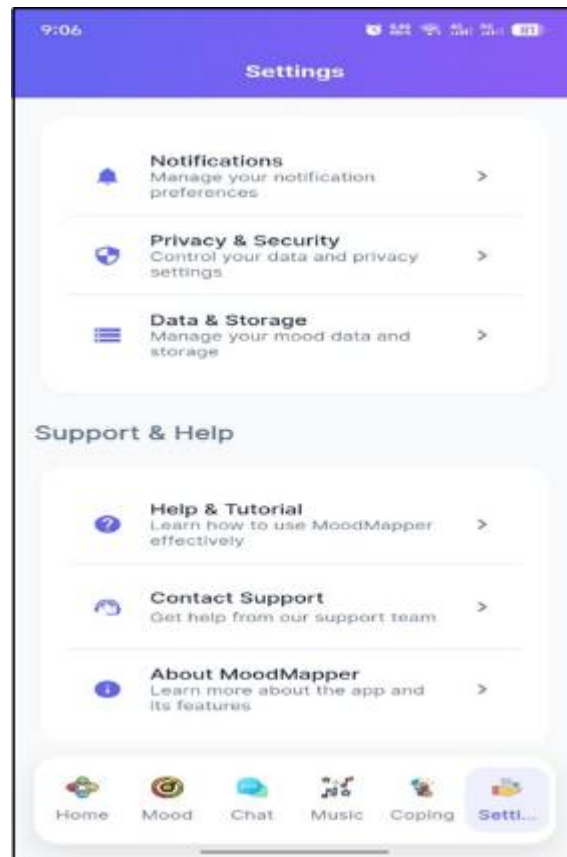 9:06
Settings
Notifications
Manage your notification
preferences
Privacy & Security
Control your data and privacy
settings
Data & Storage
Manage your mood data and
storage
Support & Help
Help & Tutorial
Learn how to use MoodMapper
effectively
Contact Support
Get help from our support team
About MoodMapper
Learn more about the app and
its features
Home Mood Chat Music Coping Setti...